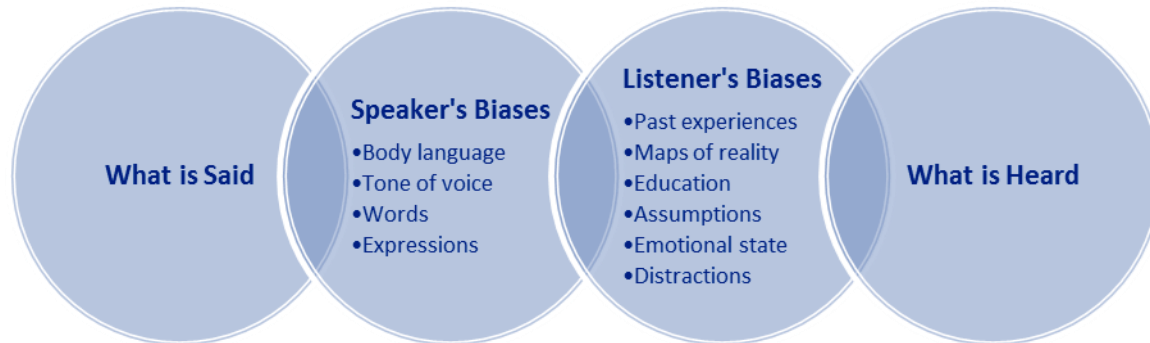 What is Said
Speaker's Biases
•Body language
•Tone of voice
•Words
•Expressions
Listener's Biases
•Past experiences
•Maps of reality
•Education
•Assumptions
•Emotional state
•Distractions
What is Heard